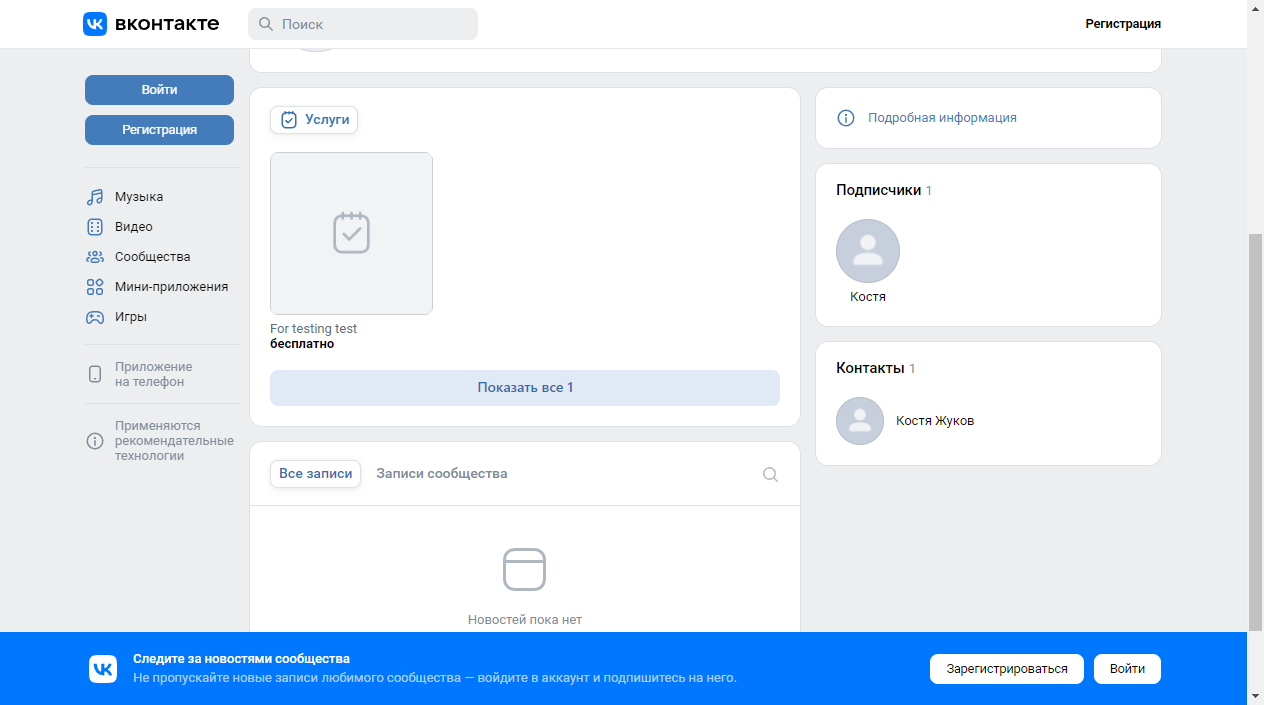 вконтакте
Поиск
Регистрация
Войти
Регистрация
Музыка
Видео
Сообщества
Мини-приложения
Игры
Приложение
на телефон
Применяются
рекомендательные
технологии
Услуги
For testing test
бесплатно
Показать все 1
Все записи Записи сообщества
Новостей пока нет
Подробная информация
Подписчики 1
Костя
Контакты 1
Костя Жуков
Следите за новостями сообщества
Не пропускайте новые записи любимого сообщества — войдите в аккаунт и подпишитесь на него.
Зарегистрироваться Войти